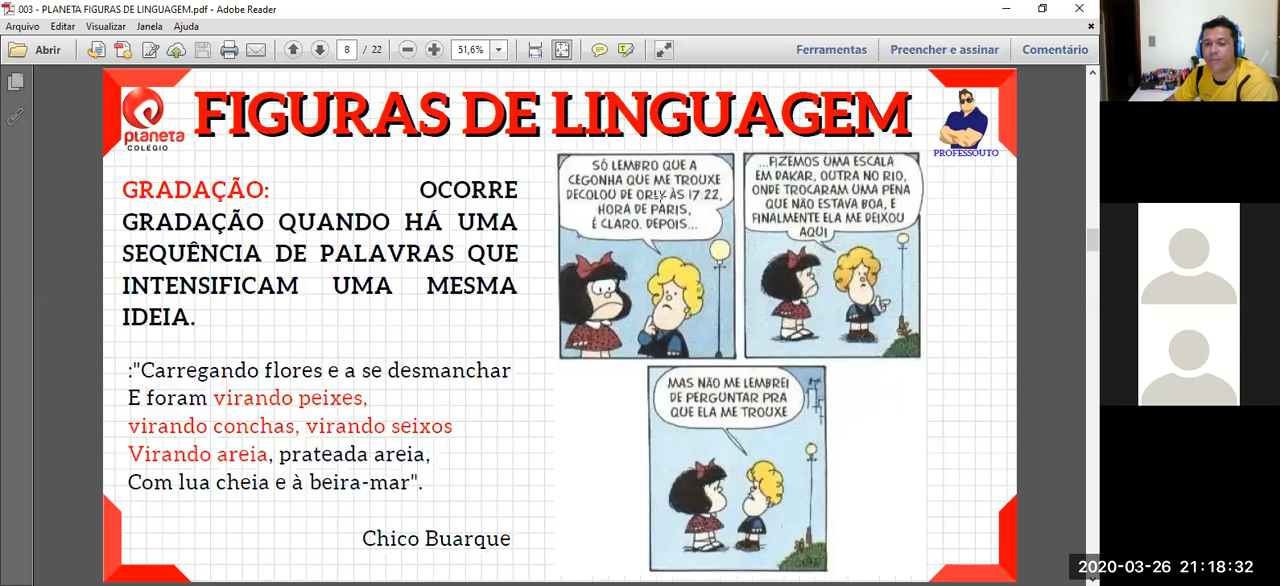 003 - PLANETA FIGURAS DE LINGUAGEM.pdf - Adobe Reader
Arquivo Editar Visualizar Janela Ajuda
Abrir
8 / 22
51,6%
Ferramentas
Preencher e assinar
Comentário
planeta
COLÉGIO
FIGURAS DE LINGUAGEM
PROFESSOUTO
GRADAÇÃO: OCORRE
GRADAÇÃO QUANDO HÁ UMA
SEQUÊNCIA DE PALAVRAS QUE
INTENSIFICAM UMA MESMA
IDEIA.
:"Carregando flores e a se desmanchar
E foram virando peixes,
virando conchas, virando seixos
Virando areia, prateada areia,
Com lua cheia e à beira-mar".
Chico Buarque
SÓ LEMBRO QUE A
CEGONHA QUE ME TROUXE
DECOLOU DE ORLY ÀS 17.22,
HORA DE PARIS,
É CLARO. DEPOIS...
...FIZEMOS UMA ESCALA
EM DAKAR, OUTRA NO RIO,
ONDE TROCARAM UMA PENA
QUE NÃO ESTAVA BOA, E
FINALMENTE ELA ME DEIXOU
AQUI
MAS NÃO ME LEMBREI
DE PERGUNTAR PRA
QUE ELA ME TROUXE
2020-03-26 21:18:32